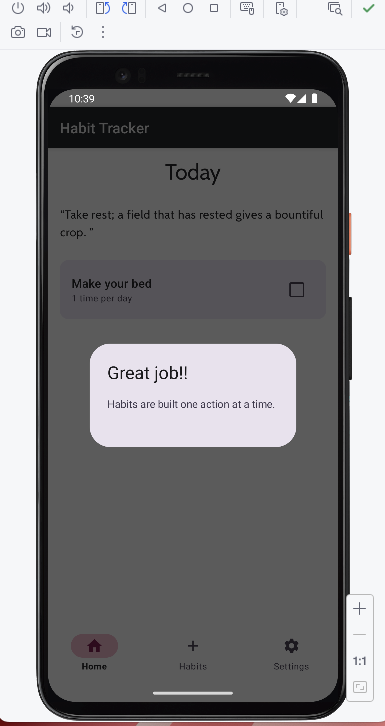 10:39
Habit Tracker
Today
“Take rest; a field that has rested gives a bountiful
crop. ”
Make your bed
1 time per day
Great job!!
Habits are built one action at a time.
Home
Habits
Settings
1:1